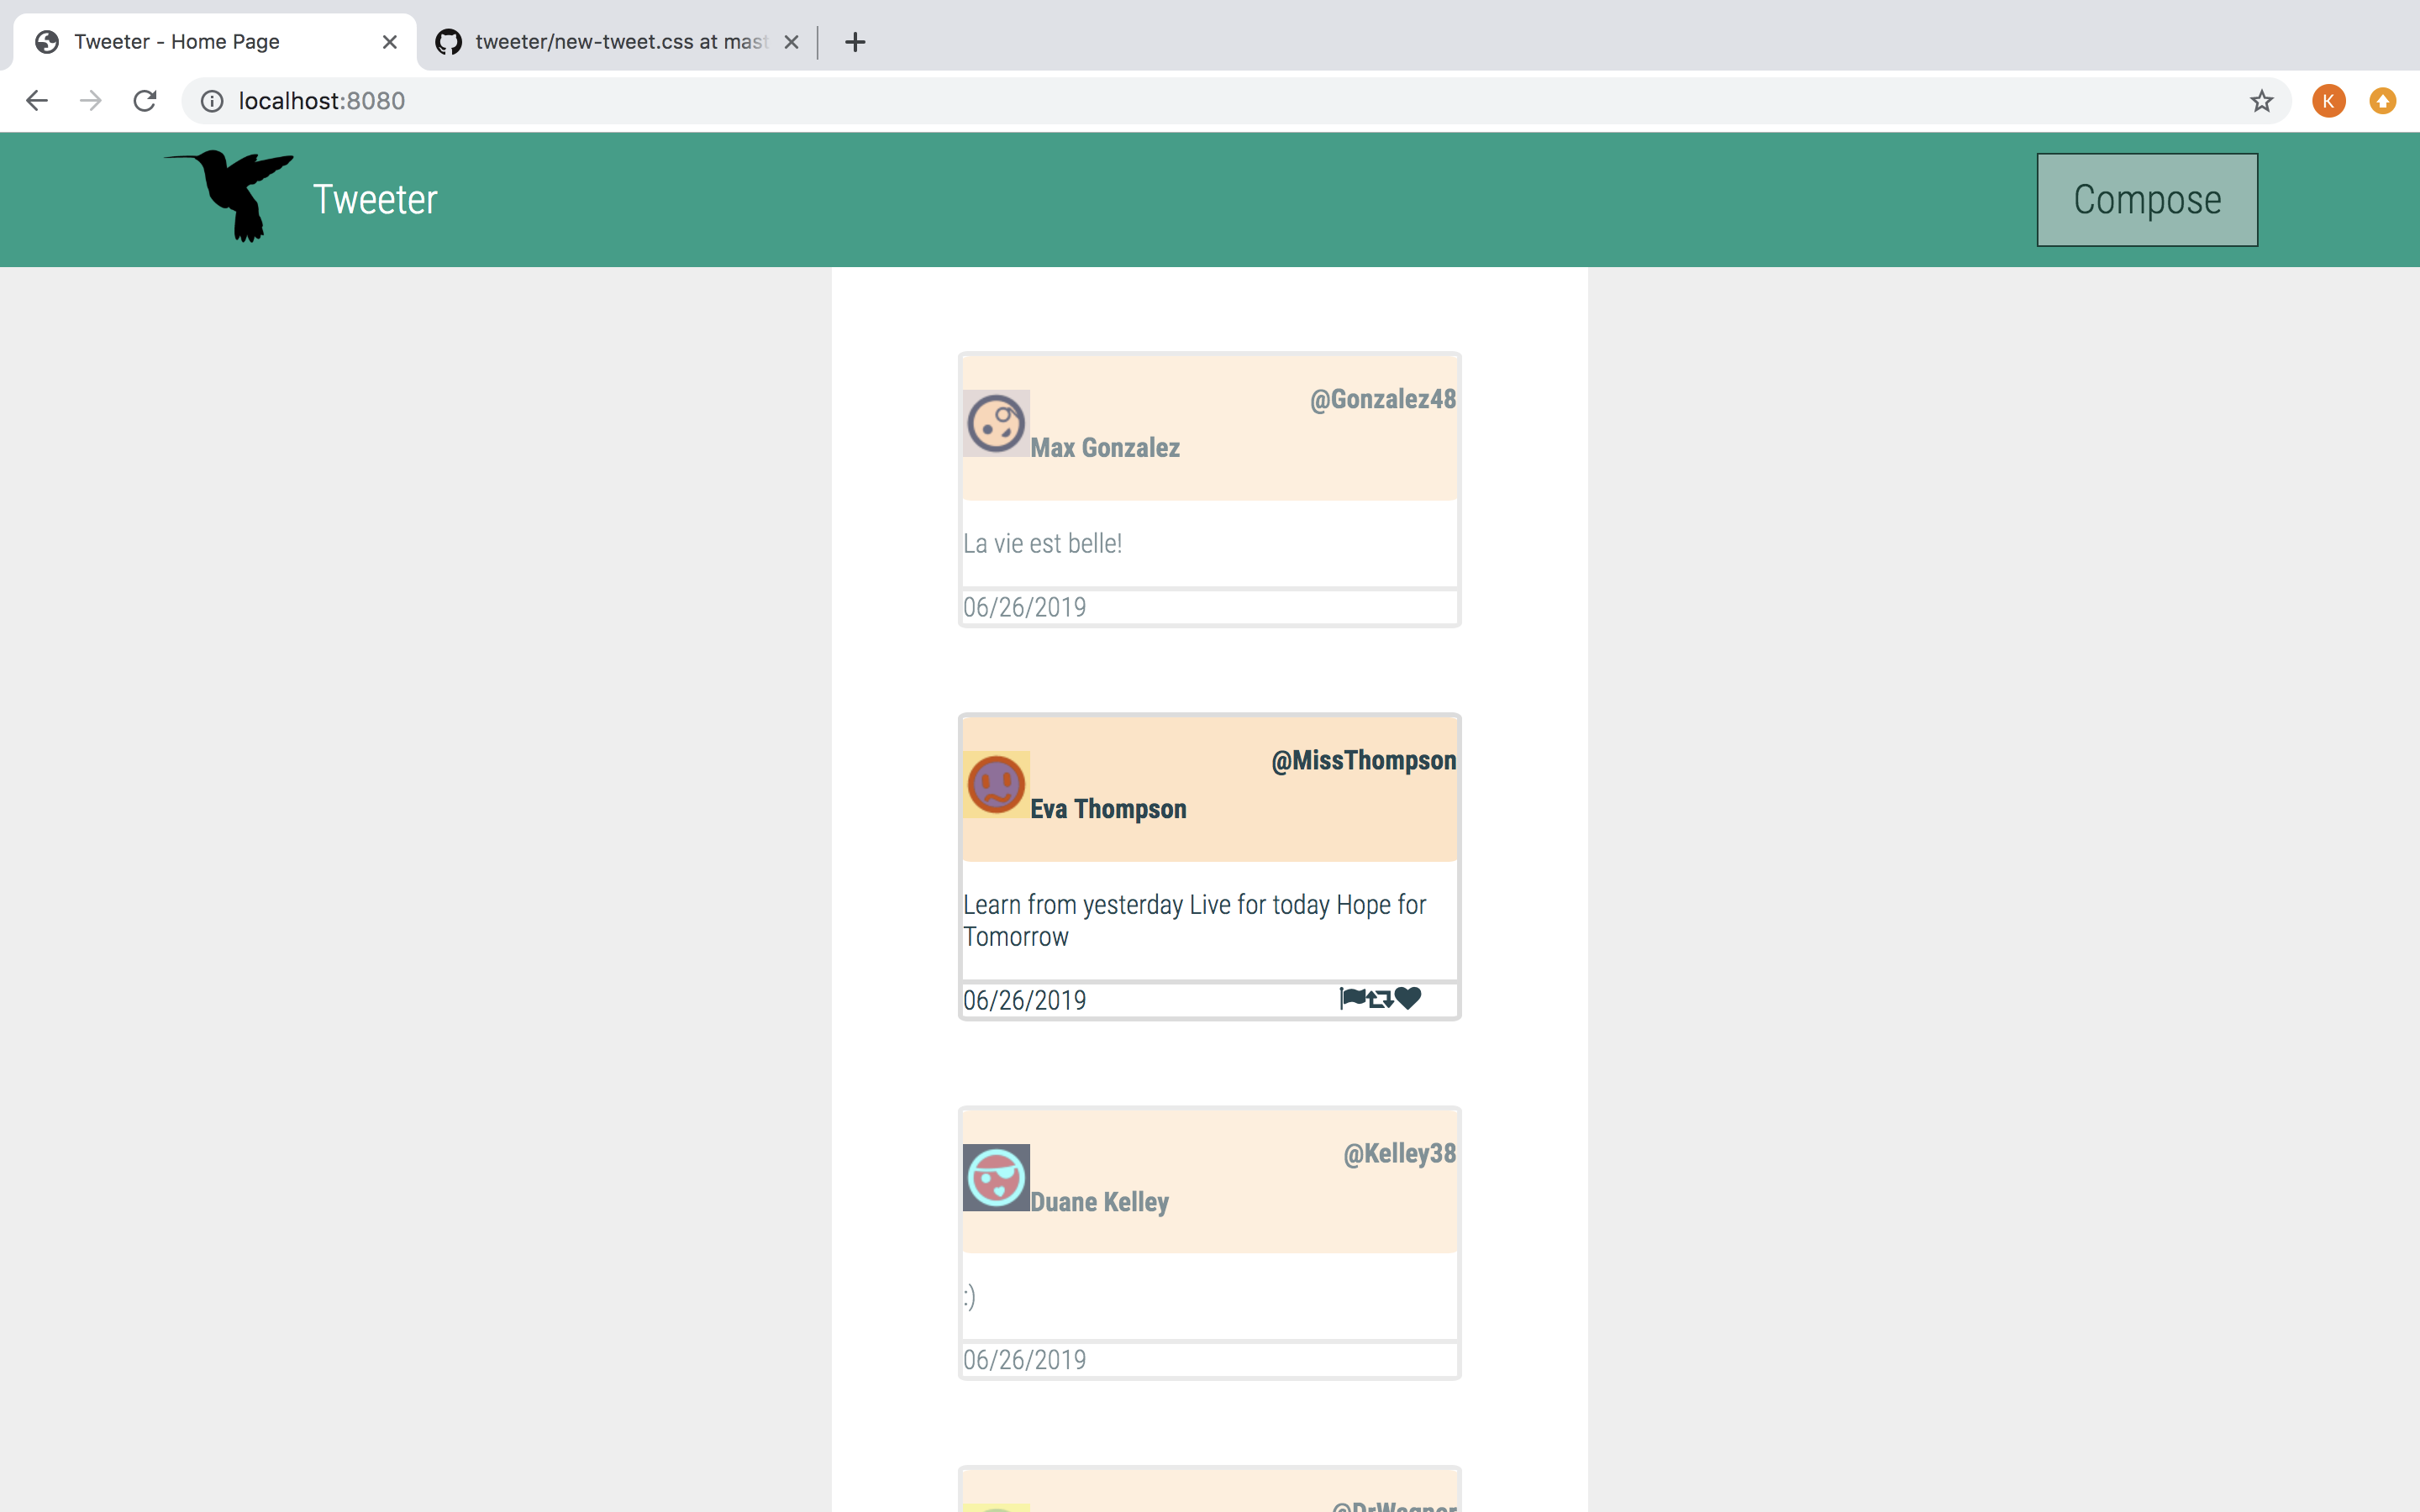 Tweeter - Home Page
tweeter/new-tweet.css at mast
localhost:8080
K
Tweeter
Compose
@Gonzalez48
Max Gonzalez
La vie est belle!
06/26/2019
@MissThompson
Eva Thompson
Learn from yesterday Live for today Hope for
Tomorrow
06/26/2019
@Kelley38
Duane Kelley
:)
06/26/2019
@DrWagner